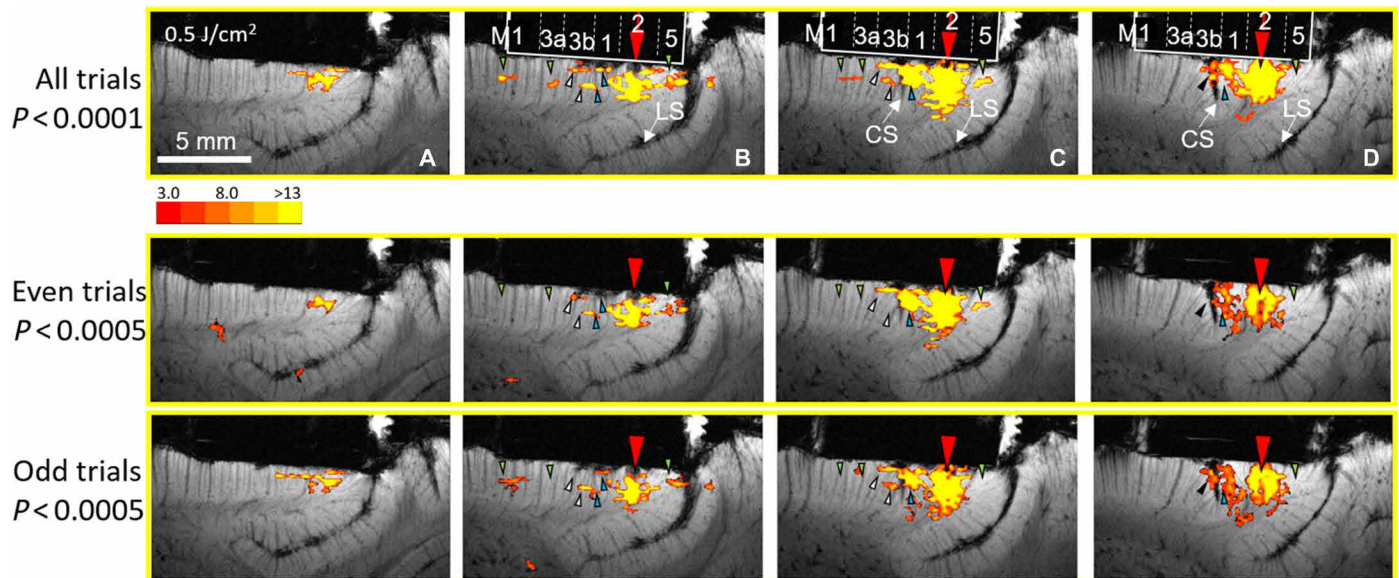 0.5 J/cm²
M1 3a 3b 1 2 5
M1 3a 3b 1 2 5
M1 3a 3b 1 2 5
All trials
P < 0.0001
LS
CS
LS
CS
LS
5 mm
A
B
C
D
3.0 8.0 >13
Even trials
P < 0.0005
Odd trials
P < 0.0005